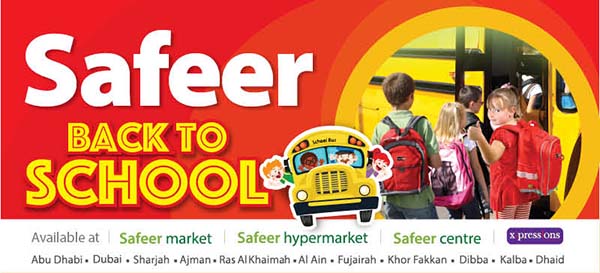 Safeer
BACK TO
SCHOOL
School Bus
Available at | Safeer market | Safeer hypermarket | Safeer centre | xpressions
Abu Dhabi • Dubai • Sharjah • Ajman • Ras Al Khaimah • Al Ain • Fujairah • Khor Fakkan • Dibba • Kalba • Dhaid